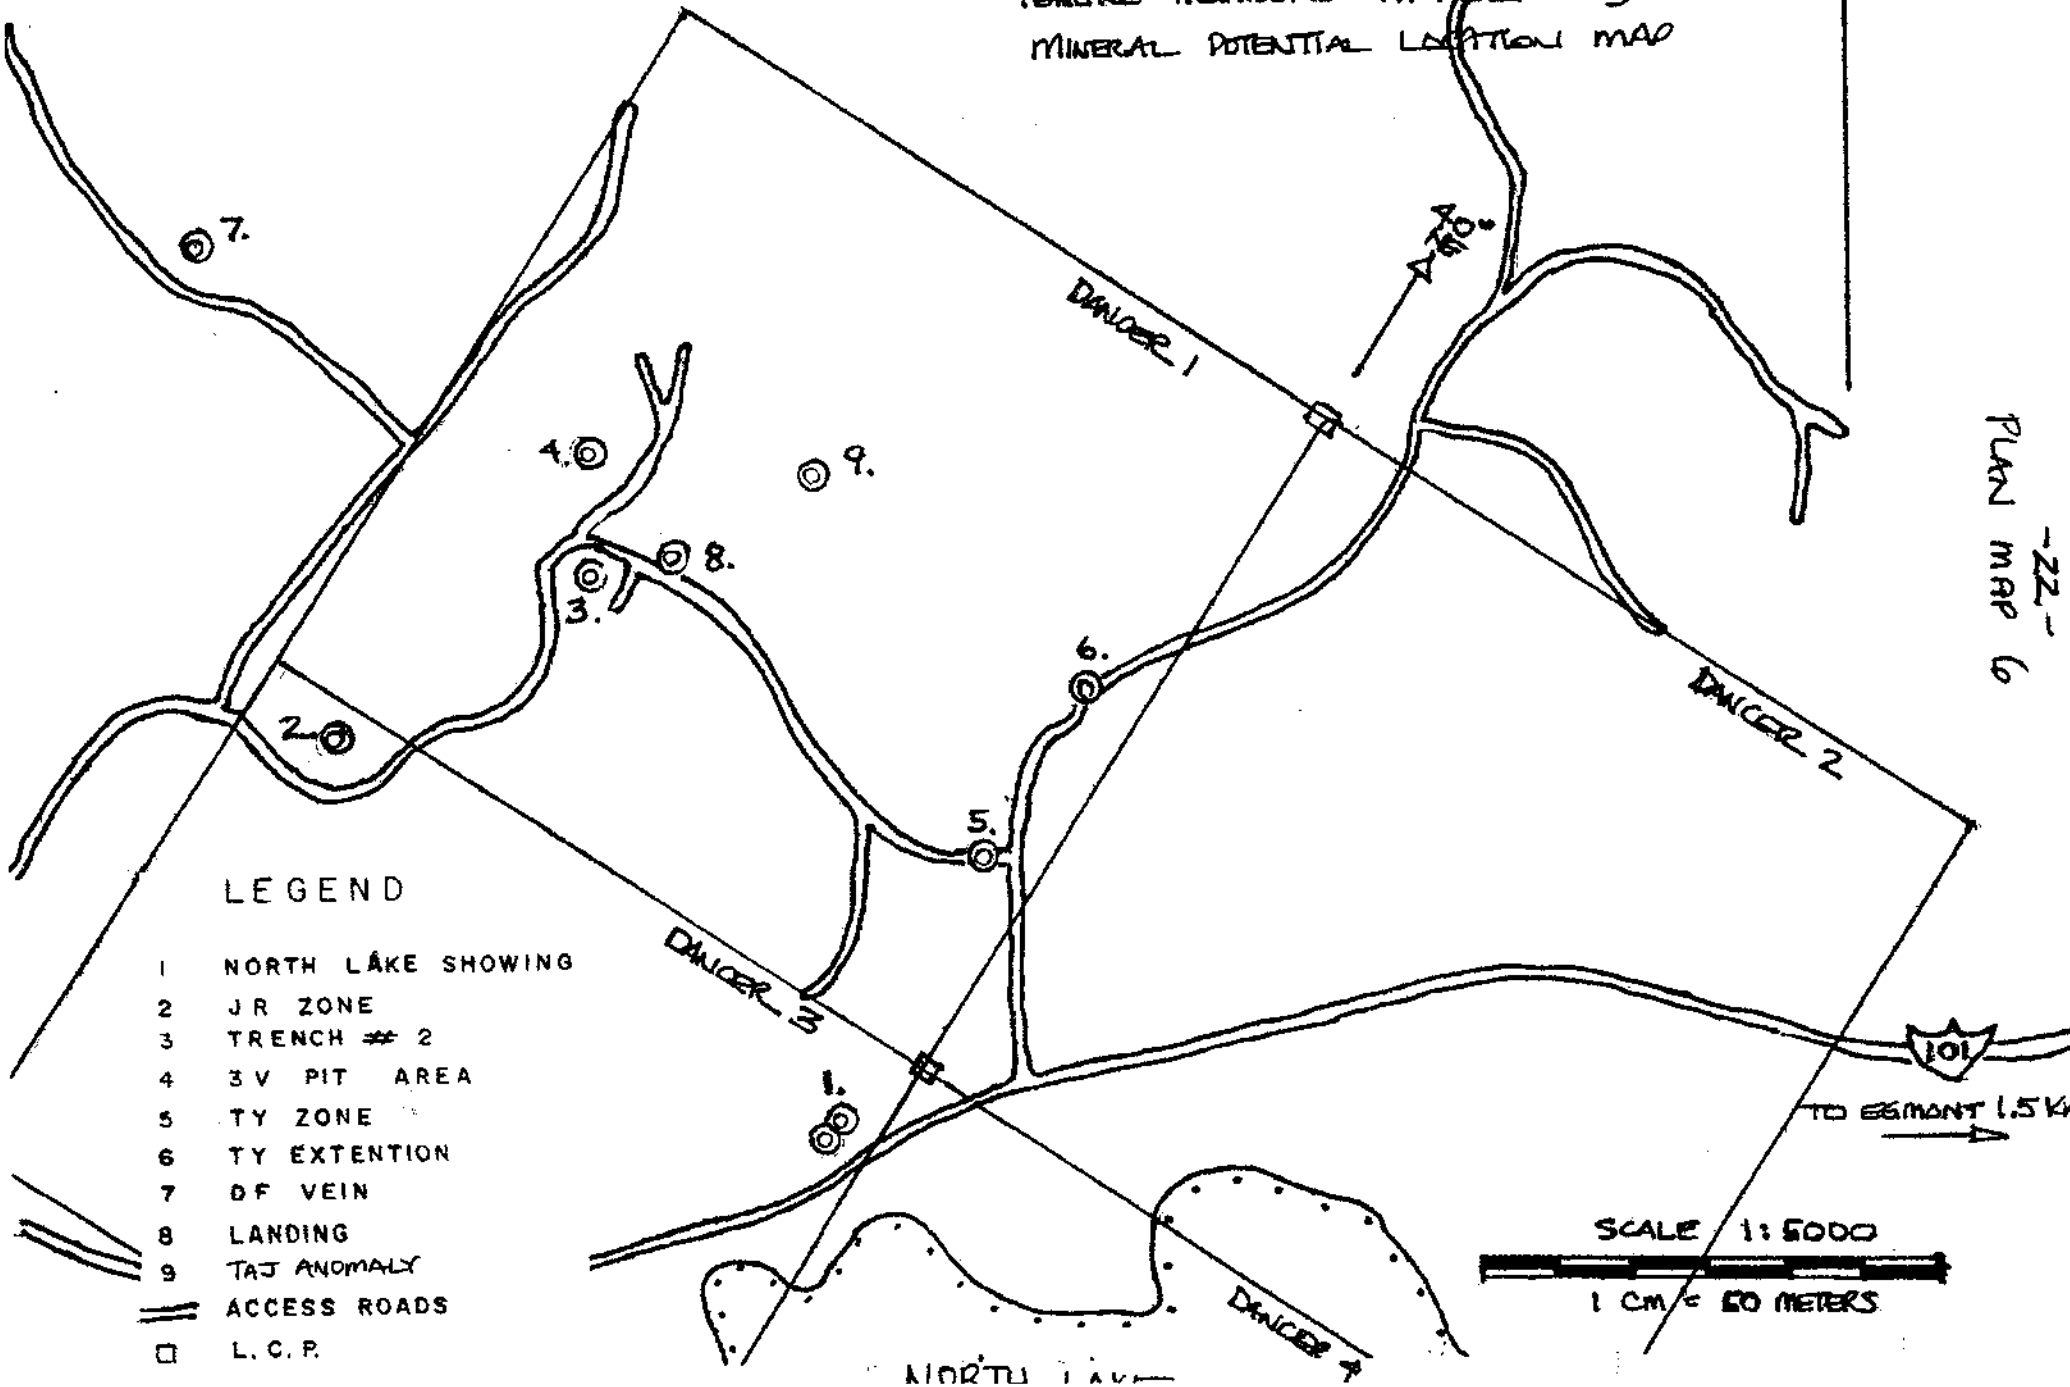 MINERAL POTENTIAL LOCATION MAP
7.
DANCER 1
4.
9.
8.
3.
6.
2
DANCER 2
5.
DANCER 3
1.
101
TO EGMONT 1.5 K
SCALE 1:5000
1 CM = 50 METERS
DANCER 4
NORTH LAKE
-22-
PLAN MAP 6
LEGEND
1 NORTH LAKE SHOWING
2 JR ZONE
3 TRENCH # 2
4 3V PIT AREA
5 TY ZONE
6 TY EXTENTION
7 DF VEIN
8 LANDING
9 TAJ ANOMALY
ACCESS ROADS
L.C.P.